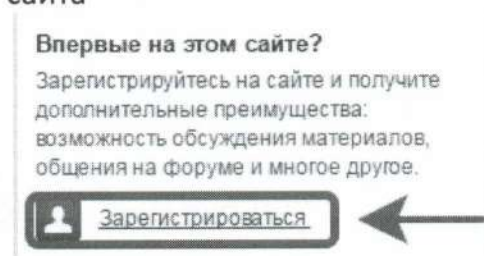 сайта
Впервые на этом сайте?
Зарегистрируйтесь на сайте и получите
дополнительные преимущества:
возможность обсуждения материалов,
общения на форуме и многое другое.
Зарегистрироваться